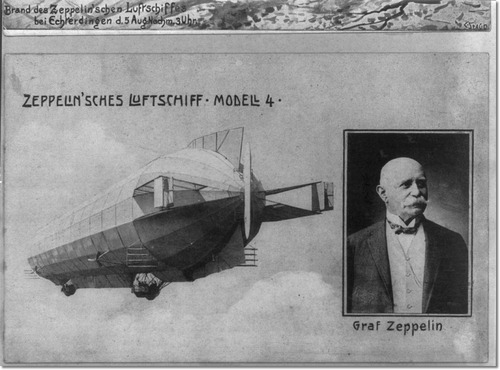 Brand des Zeppelin'schen Luftschiffes
bei Echterdingen d. 5 Aug. Nachm. 3 Uhr.
ZEPPELIN'SCHES LUFTSCHIFF · MODELL 4 ·
Graf Zeppelin